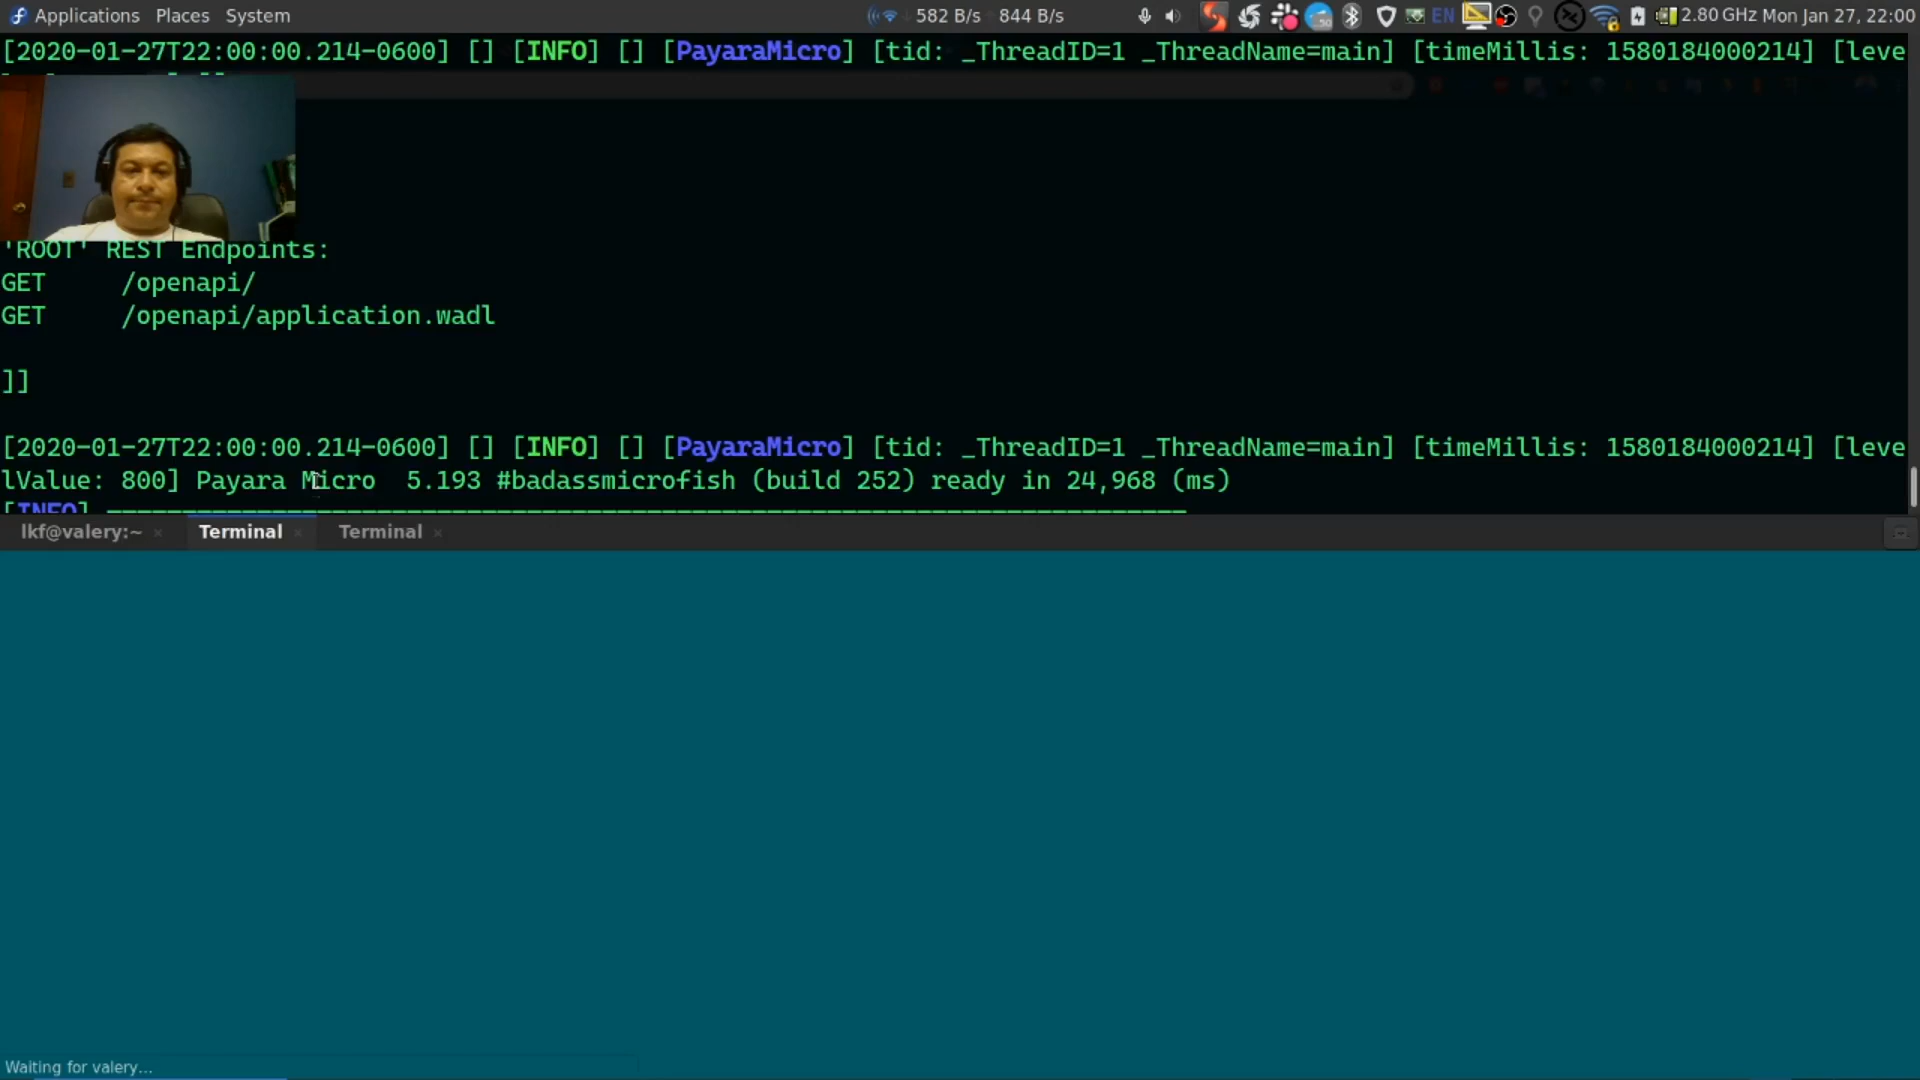 Applications Places System 582 B/s 844 B/s EN 2.80 GHz Mon Jan 27, 22:00
[2020-01-27T22:00:00.214-0600] [] [INFO] [] [PayaraMicro] [tid: _ThreadID=1 _ThreadName=main] [timeMillis: 1580184000214] [leve
'ROOT' REST Endpoints:
GET /openapi/
GET /openapi/application.wadl
]]
[2020-01-27T22:00:00.214-0600] [] [INFO] [] [PayaraMicro] [tid: _ThreadID=1 _ThreadName=main] [timeMillis: 1580184000214] [leve
lValue: 800] Payara Micro 5.193 #badassmicrofish (build 252) ready in 24,968 (ms)
[INFO]
lkf@valery:~ × Terminal × Terminal ×
Waiting for valery...